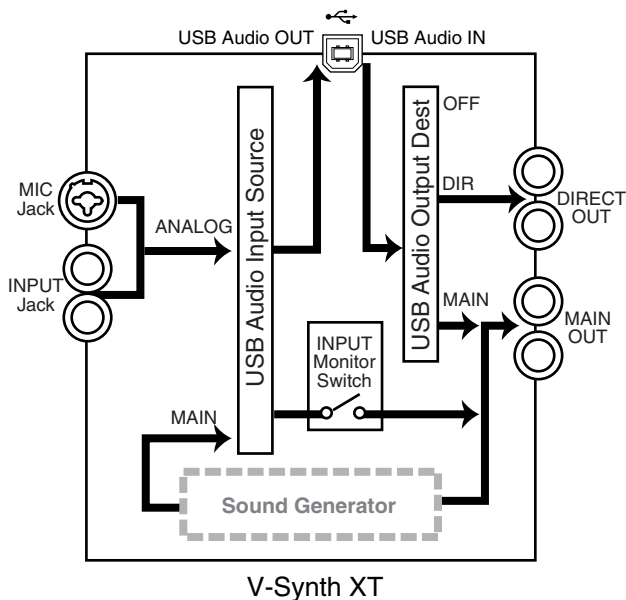 USB Audio OUT
USB Audio IN
OFF
MIC
Jack
USB Audio Input Source
USB Audio Output Dest
DIR
DIRECT
OUT
ANALOG
INPUT
Jack
MAIN
MAIN
OUT
INPUT
Monitor
Switch
MAIN
Sound Generator
V-Synth XT